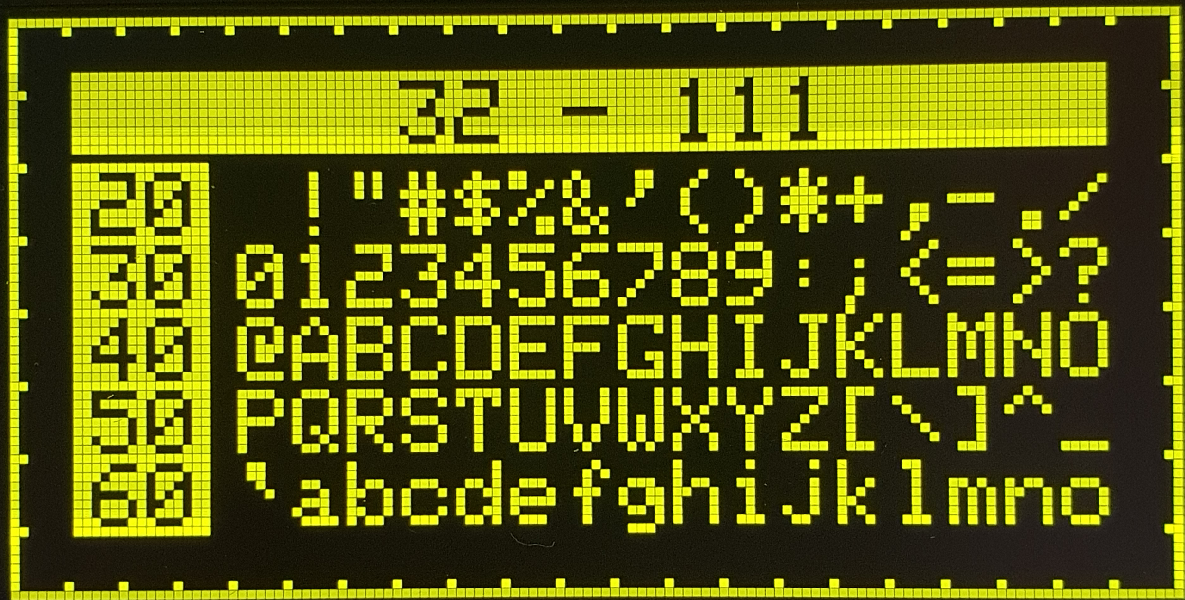 32 - 111
20 !"#$%&'()*+,-./
30 0123456789:;<=>?
40 @ABCDEFGHIJKLMNO
50 PQRSTUVWXYZ[\]^_
60 `abcdefghijklmno